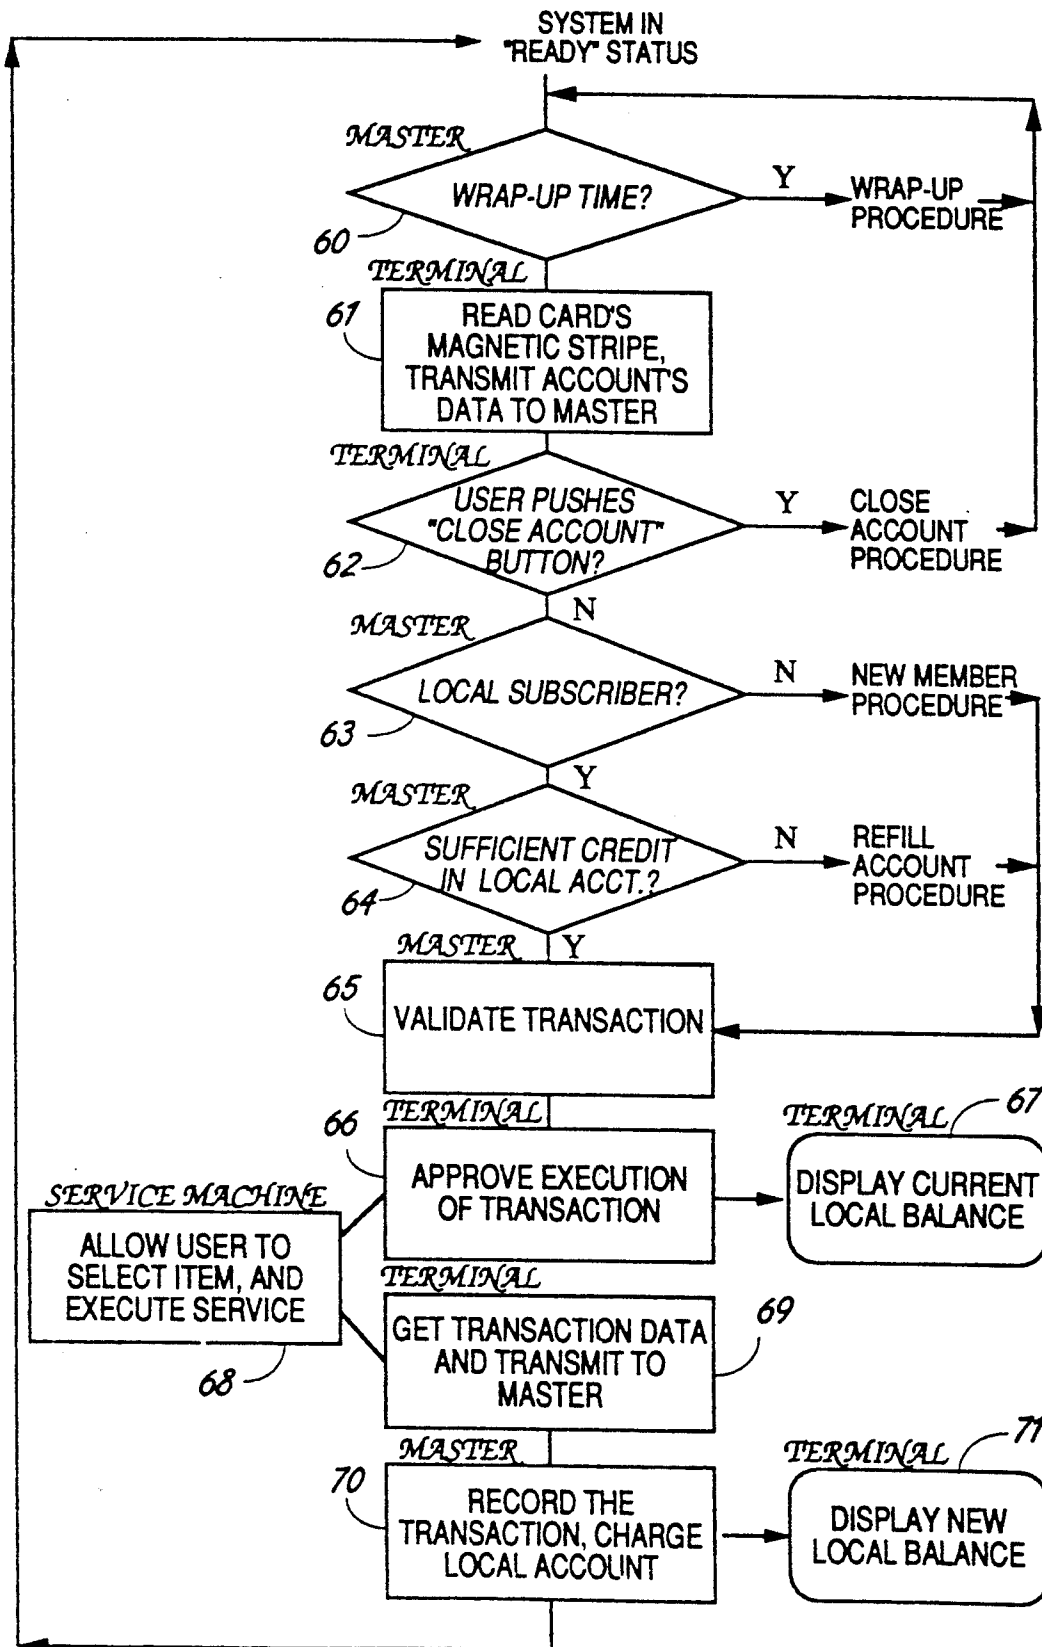 SYSTEM IN
"READY" STATUS
MASTER
WRAP-UP TIME?
Y
WRAP-UP
PROCEDURE
60
TERMINAL
61
READ CARD'S
MAGNETIC STRIPE,
TRANSMIT ACCOUNT'S
DATA TO MASTER
TERMINAL
USER PUSHES
"CLOSE ACCOUNT"
BUTTON?
Y
CLOSE
ACCOUNT
PROCEDURE
62
N
MASTER
LOCAL SUBSCRIBER?
N
NEW MEMBER
PROCEDURE
63
Y
MASTER
SUFFICIENT CREDIT
IN LOCAL ACCT.?
N
REFILL
ACCOUNT
PROCEDURE
64
Y
MASTER
65
VALIDATE TRANSACTION
TERMINAL
66
APPROVE EXECUTION
OF TRANSACTION
TERMINAL
67
DISPLAY CURRENT
LOCAL BALANCE
SERVICE MACHINE
ALLOW USER TO
SELECT ITEM, AND
EXECUTE SERVICE
68
TERMINAL
GET TRANSACTION DATA
AND TRANSMIT TO
MASTER
69
MASTER
70
RECORD THE
TRANSACTION, CHARGE
LOCAL ACCOUNT
TERMINAL
71
DISPLAY NEW
LOCAL BALANCE